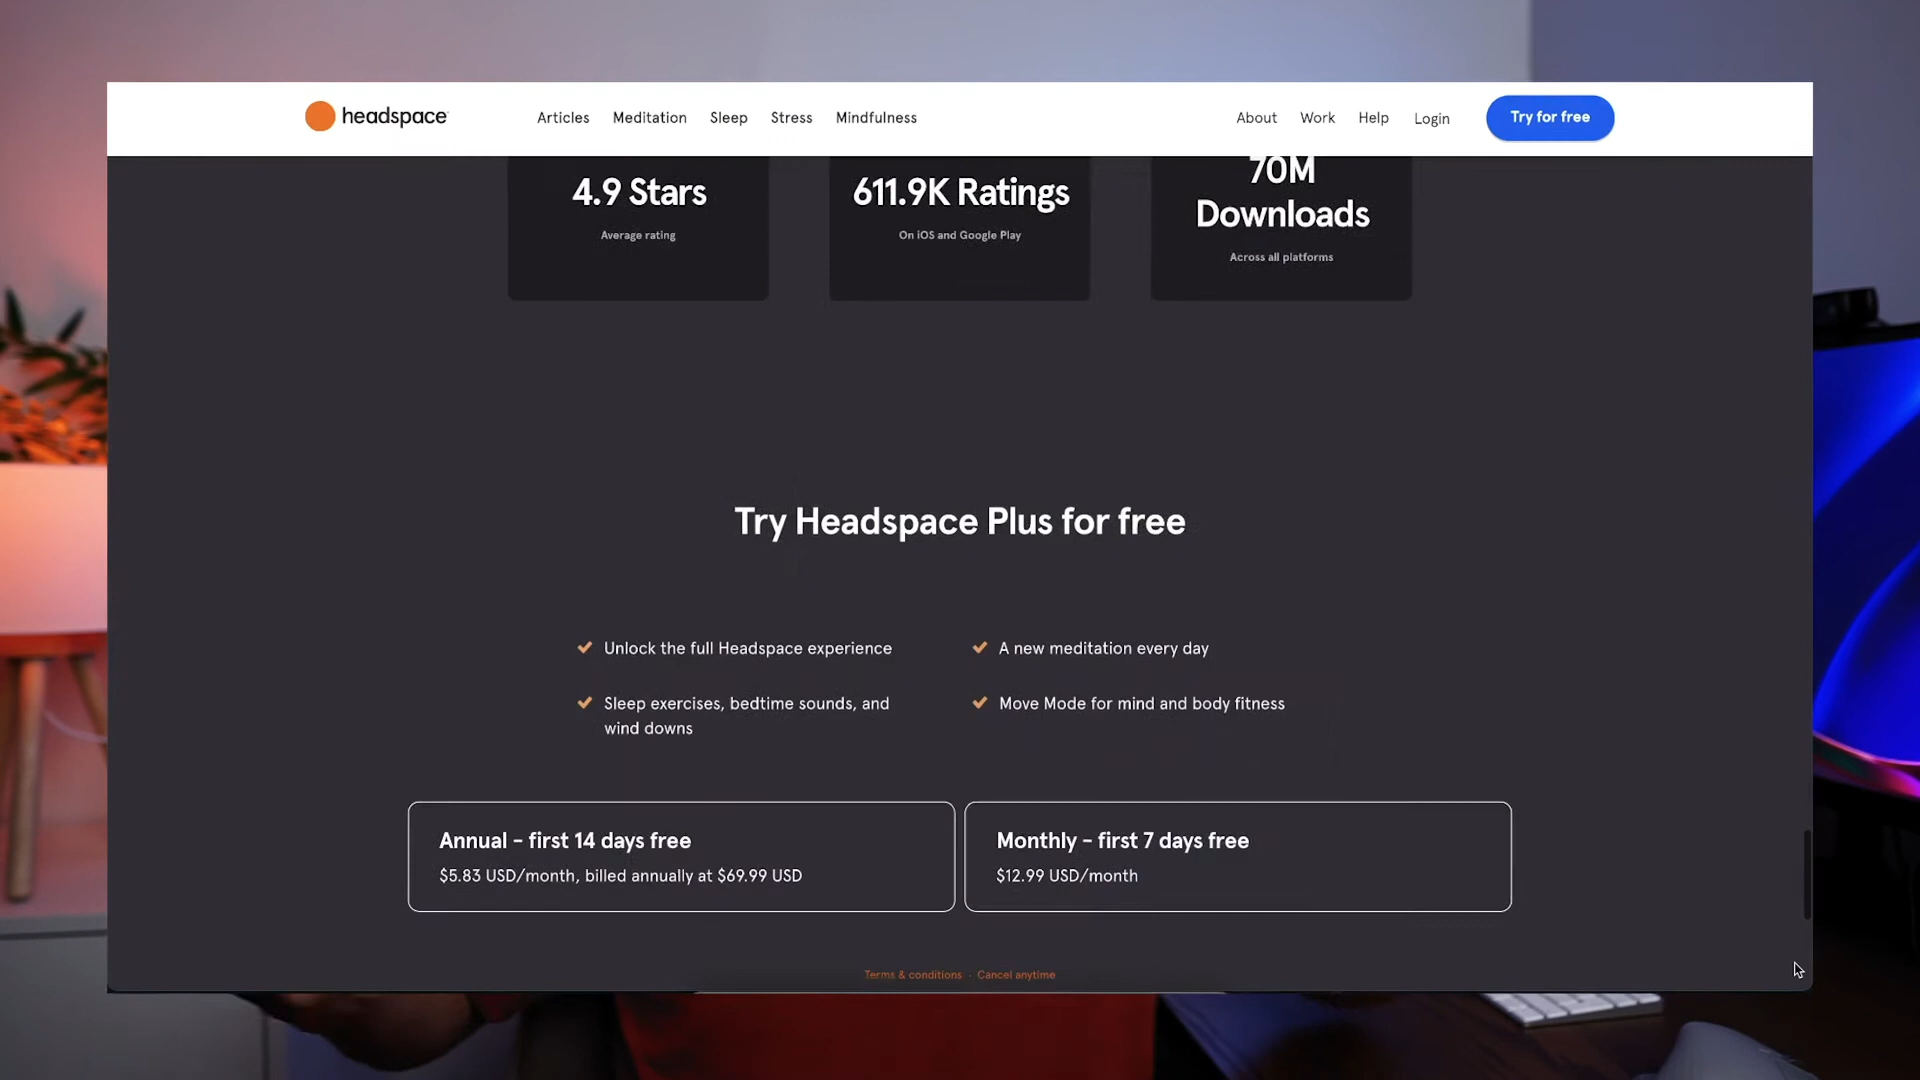 headspace
Articles Meditation Sleep Stress Mindfulness
About Work Help Login Try for free
4.9 Stars
Average rating
611.9K Ratings
On iOS and Google Play
70M
Downloads
Across all platforms
Try Headspace Plus for free
Unlock the full Headspace experience
A new meditation every day
Sleep exercises, bedtime sounds, and
wind downs
Move Mode for mind and body fitness
Annual - first 14 days free
$5.83 USD/month, billed annually at $69.99 USD
Monthly - first 7 days free
$12.99 USD/month
Terms & conditions · Cancel anytime